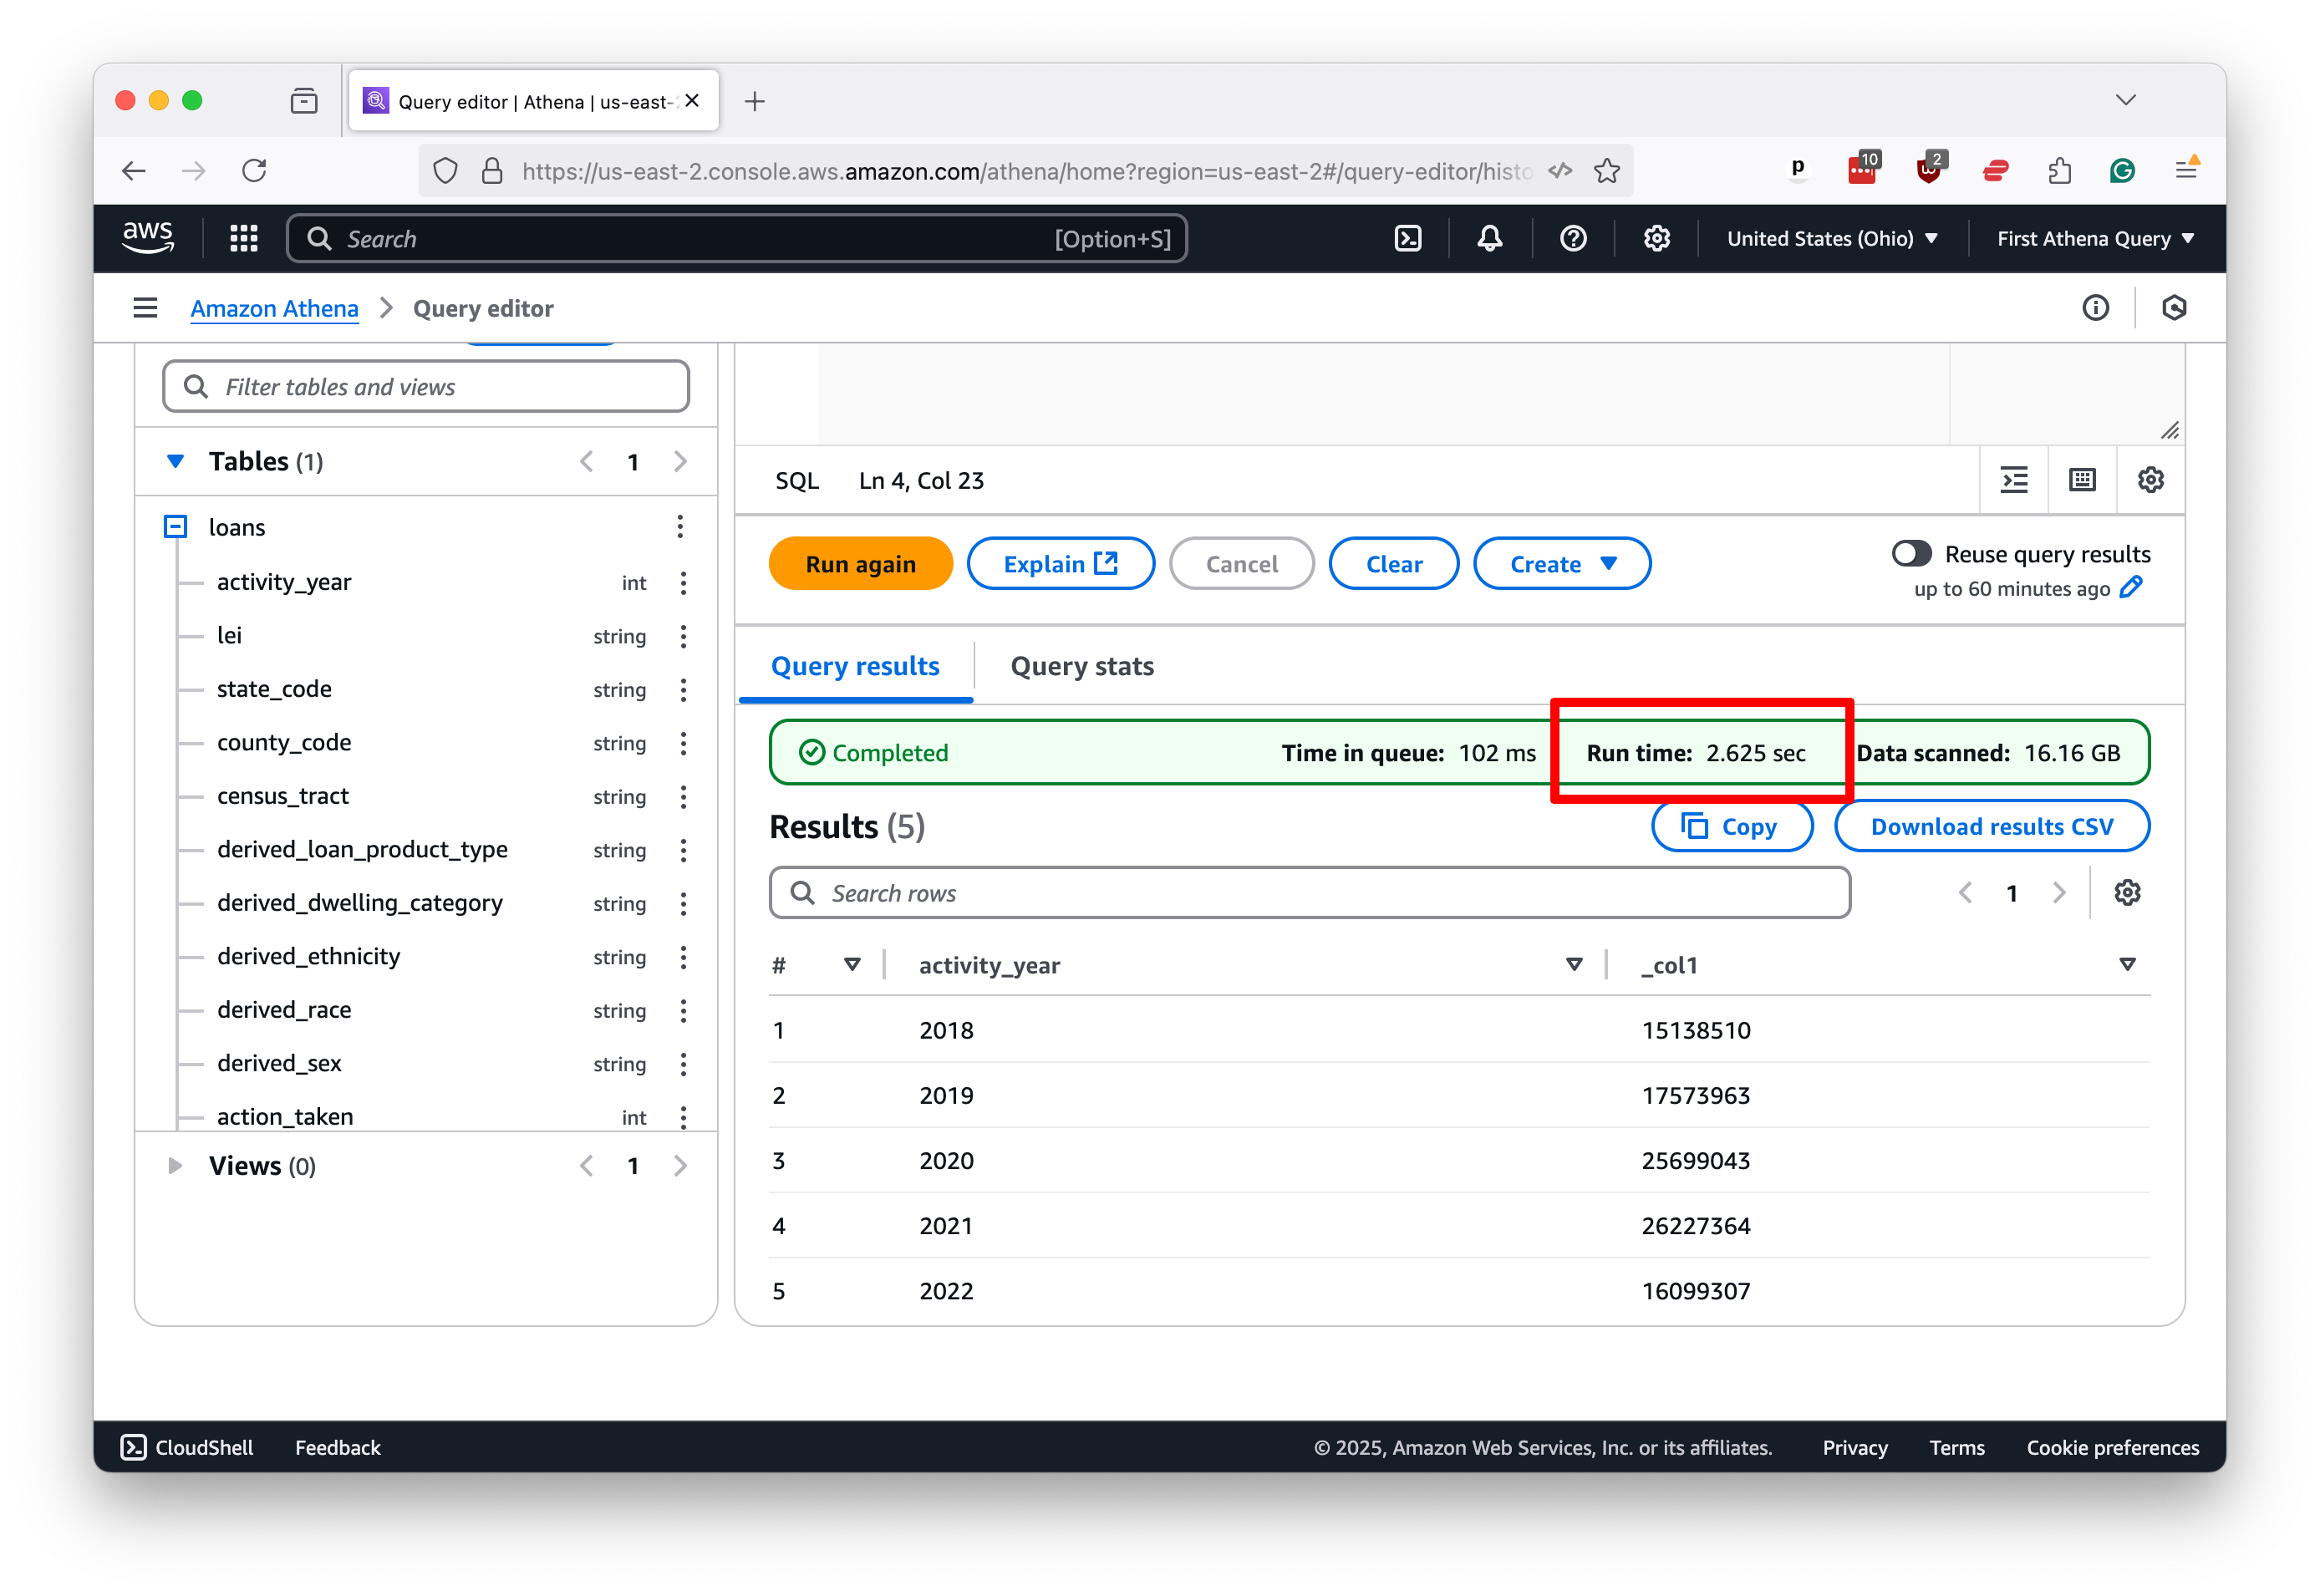 Query editor | Athena | us-east-2
https://us-east-2.console.aws.amazon.com/athena/home?region=us-east-2#/query-editor/histo
p
10
2
aws
Search
[Option+S]
United States (Ohio)
First Athena Query
Amazon Athena
Query editor
Filter tables and views
Tables (1)
1
loans
activity_year int
lei string
state_code string
county_code string
census_tract string
derived_loan_product_type string
derived_dwelling_category string
derived_ethnicity string
derived_race string
derived_sex string
action_taken int
Views (0)
1
SQL Ln 4, Col 23
Run again
Explain
Cancel
Clear
Create
Reuse query results
up to 60 minutes ago
Query results
Query stats
Completed
Time in queue: 102 ms
Run time: 2.625 sec
Data scanned: 16.16 GB
Results (5)
Copy
Download results CSV
Search rows
1
# activity_year _col1
1 2018 15138510
2 2019 17573963
3 2020 25699043
4 2021 26227364
5 2022 16099307
CloudShell
Feedback
© 2025, Amazon Web Services, Inc. or its affiliates.
Privacy
Terms
Cookie preferences